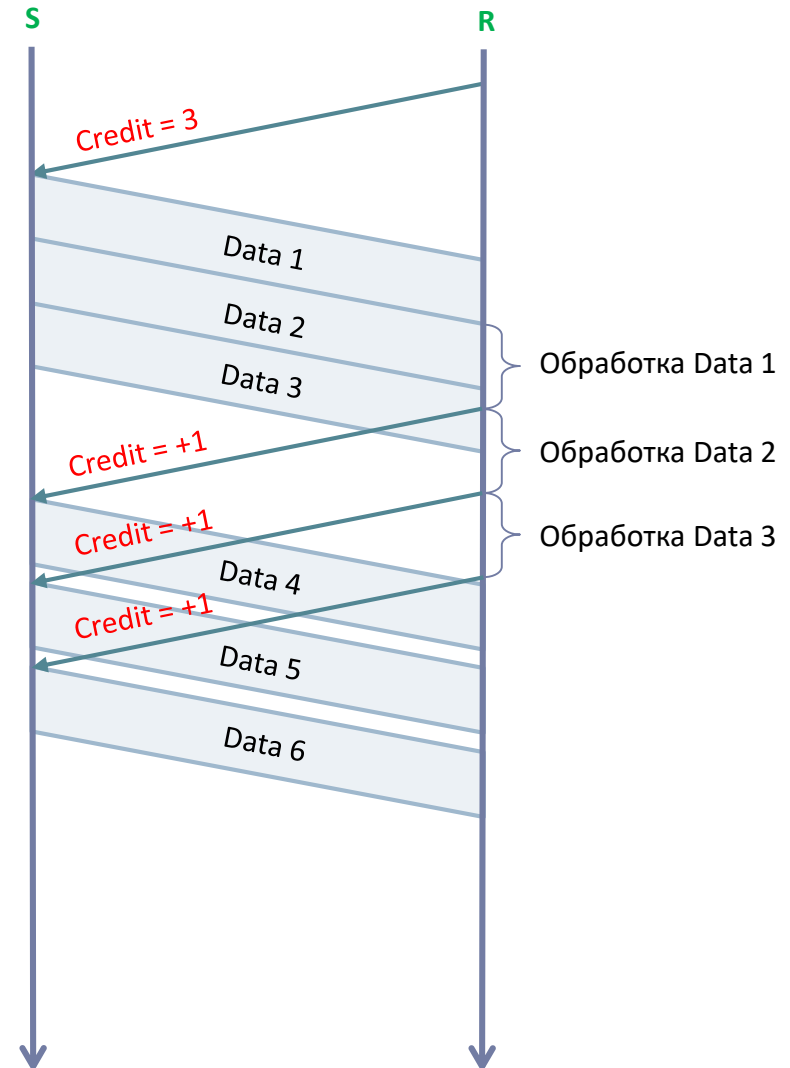 S
R
Credit = 3
Data 1
Data 2
Data 3
Обработка Data 1
Credit = +1
Обработка Data 2
Credit = +1
Обработка Data 3
Data 4
Credit = +1
Data 5
Data 6